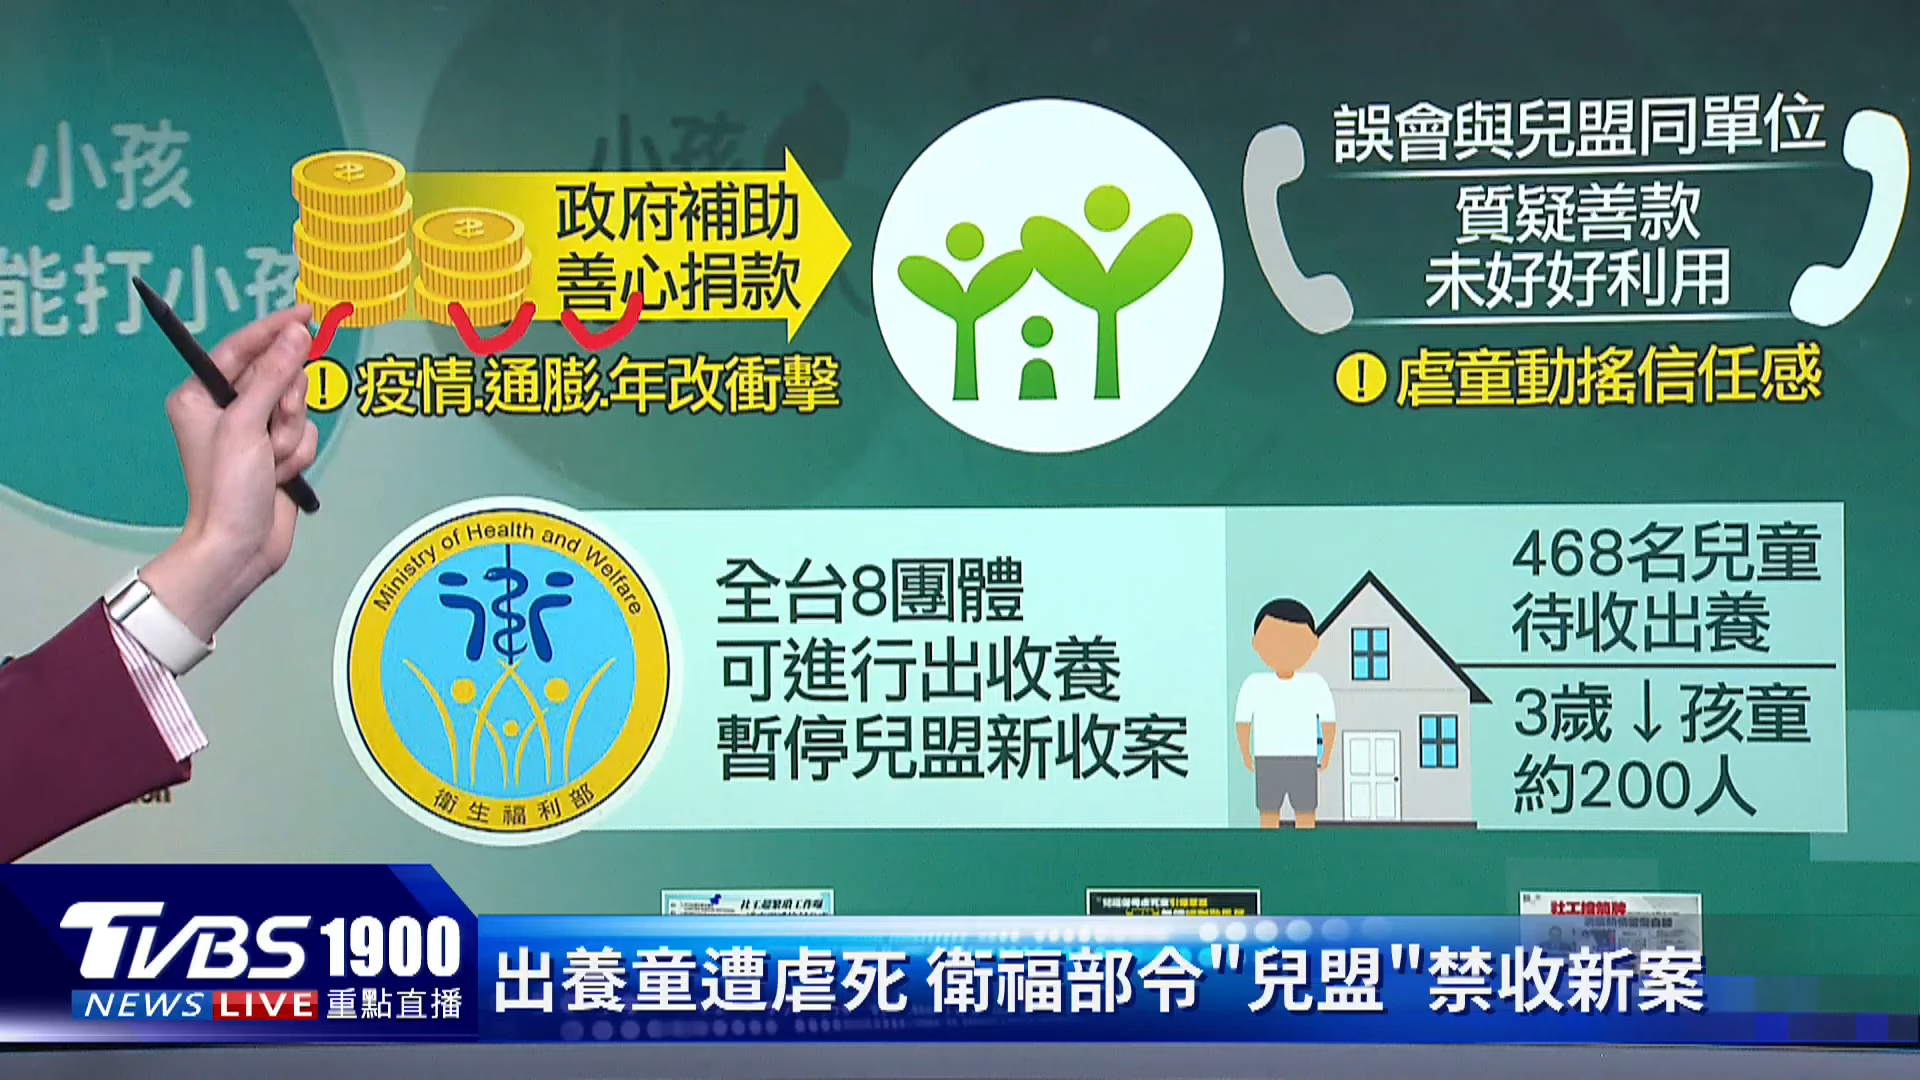 小孩
小孩
能打小孩
政府補助
善心捐款
疫情.通膨.年改衝擊
誤會與兒盟同單位
質疑善款
未好好利用
虐童動搖信任感
Ministry of Health and Welfare
衛生福利部
全台8團體
可進行出收養
暫停兒盟新收案
468名兒童
待收出養
3歲↓孩童
約200人
TVBS 1900
NEWS LIVE 重點直播
出養童遭虐死 衛福部令"兒盟"禁收新案